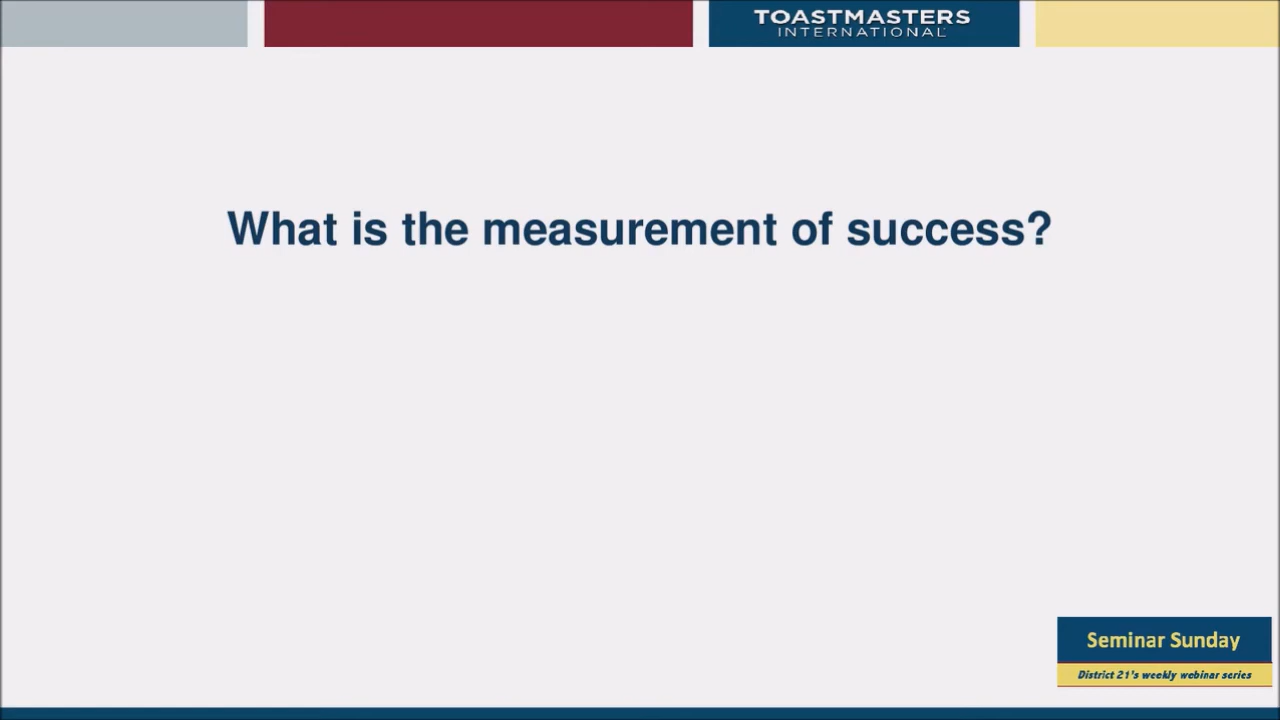 TOASTMASTERS
INTERNATIONAL
What is the measurement of success?
Seminar Sunday
District 21's weekly webinar series